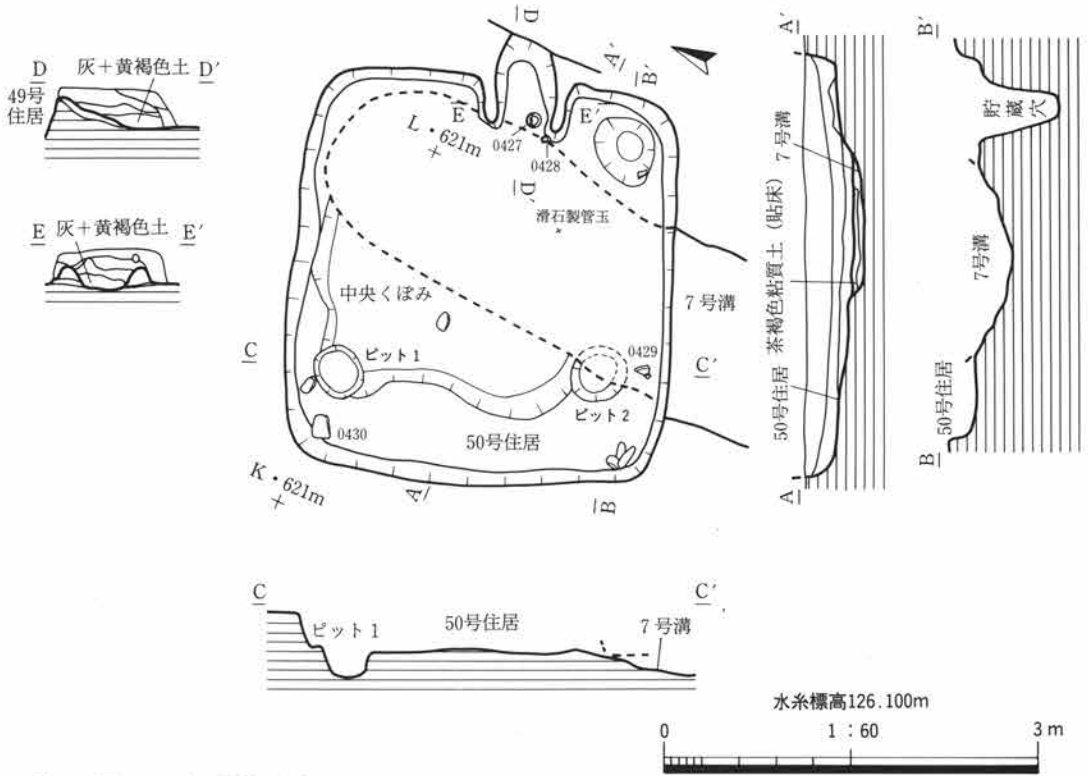 D
灰＋黄褐色土
D′
49号
住居
E
灰＋黄褐色土
E′
D
A′
B′
E
E′
L・621m
0427
0428
D′
滑石製管玉
中央くぼみ
7号溝
C
ピット1
0429
C′
ピット2
0430
50号住居
K・621m
A
B
A′
7号溝
茶褐色粘質土（貼床）
50号住居
A
B′
貯蔵穴
7号溝
50号住居
B
C
C′
ピット1
50号住居
7号溝
水糸標高126.100m
0
1：60
3m